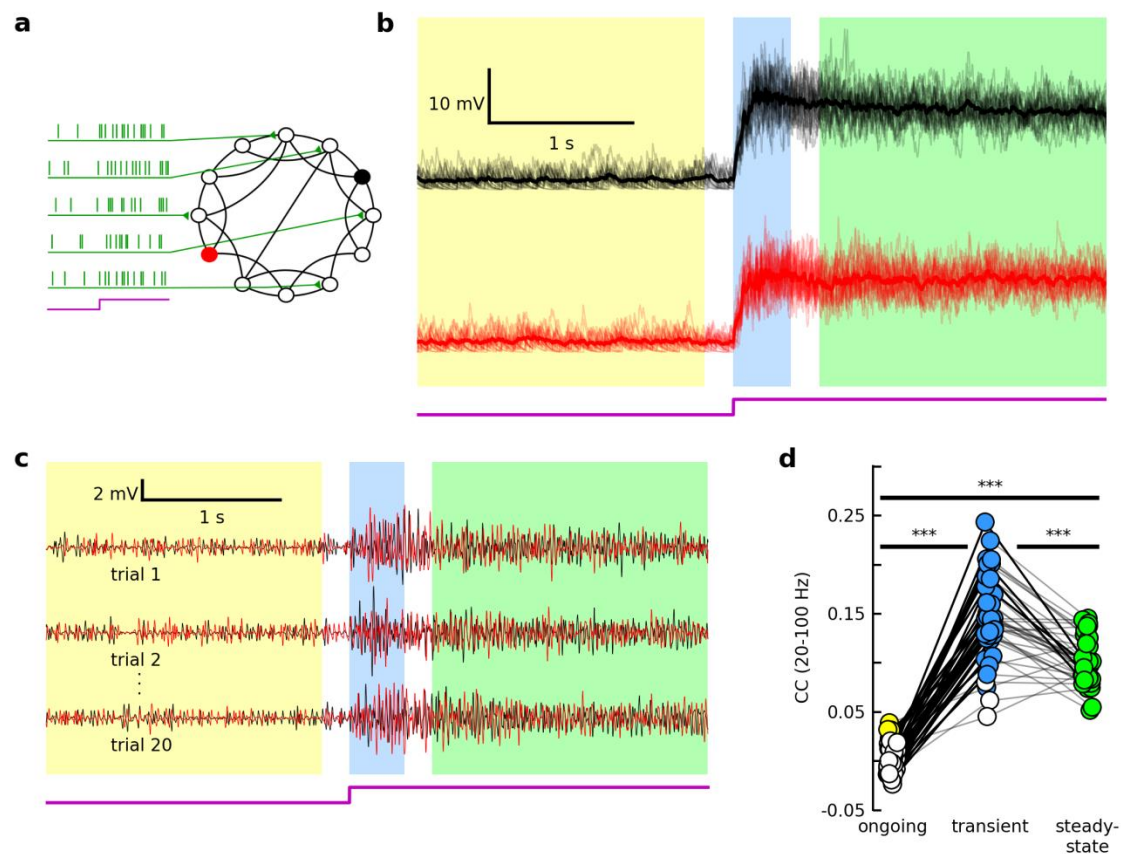 a
b
10 mV
1 s
c
2 mV
1 s
trial 1
trial 2
trial 20
d
***
***
***
CC (20-100 Hz)
0.25
0.15
0.05
-0.05
ongoing
transient
steady-
state